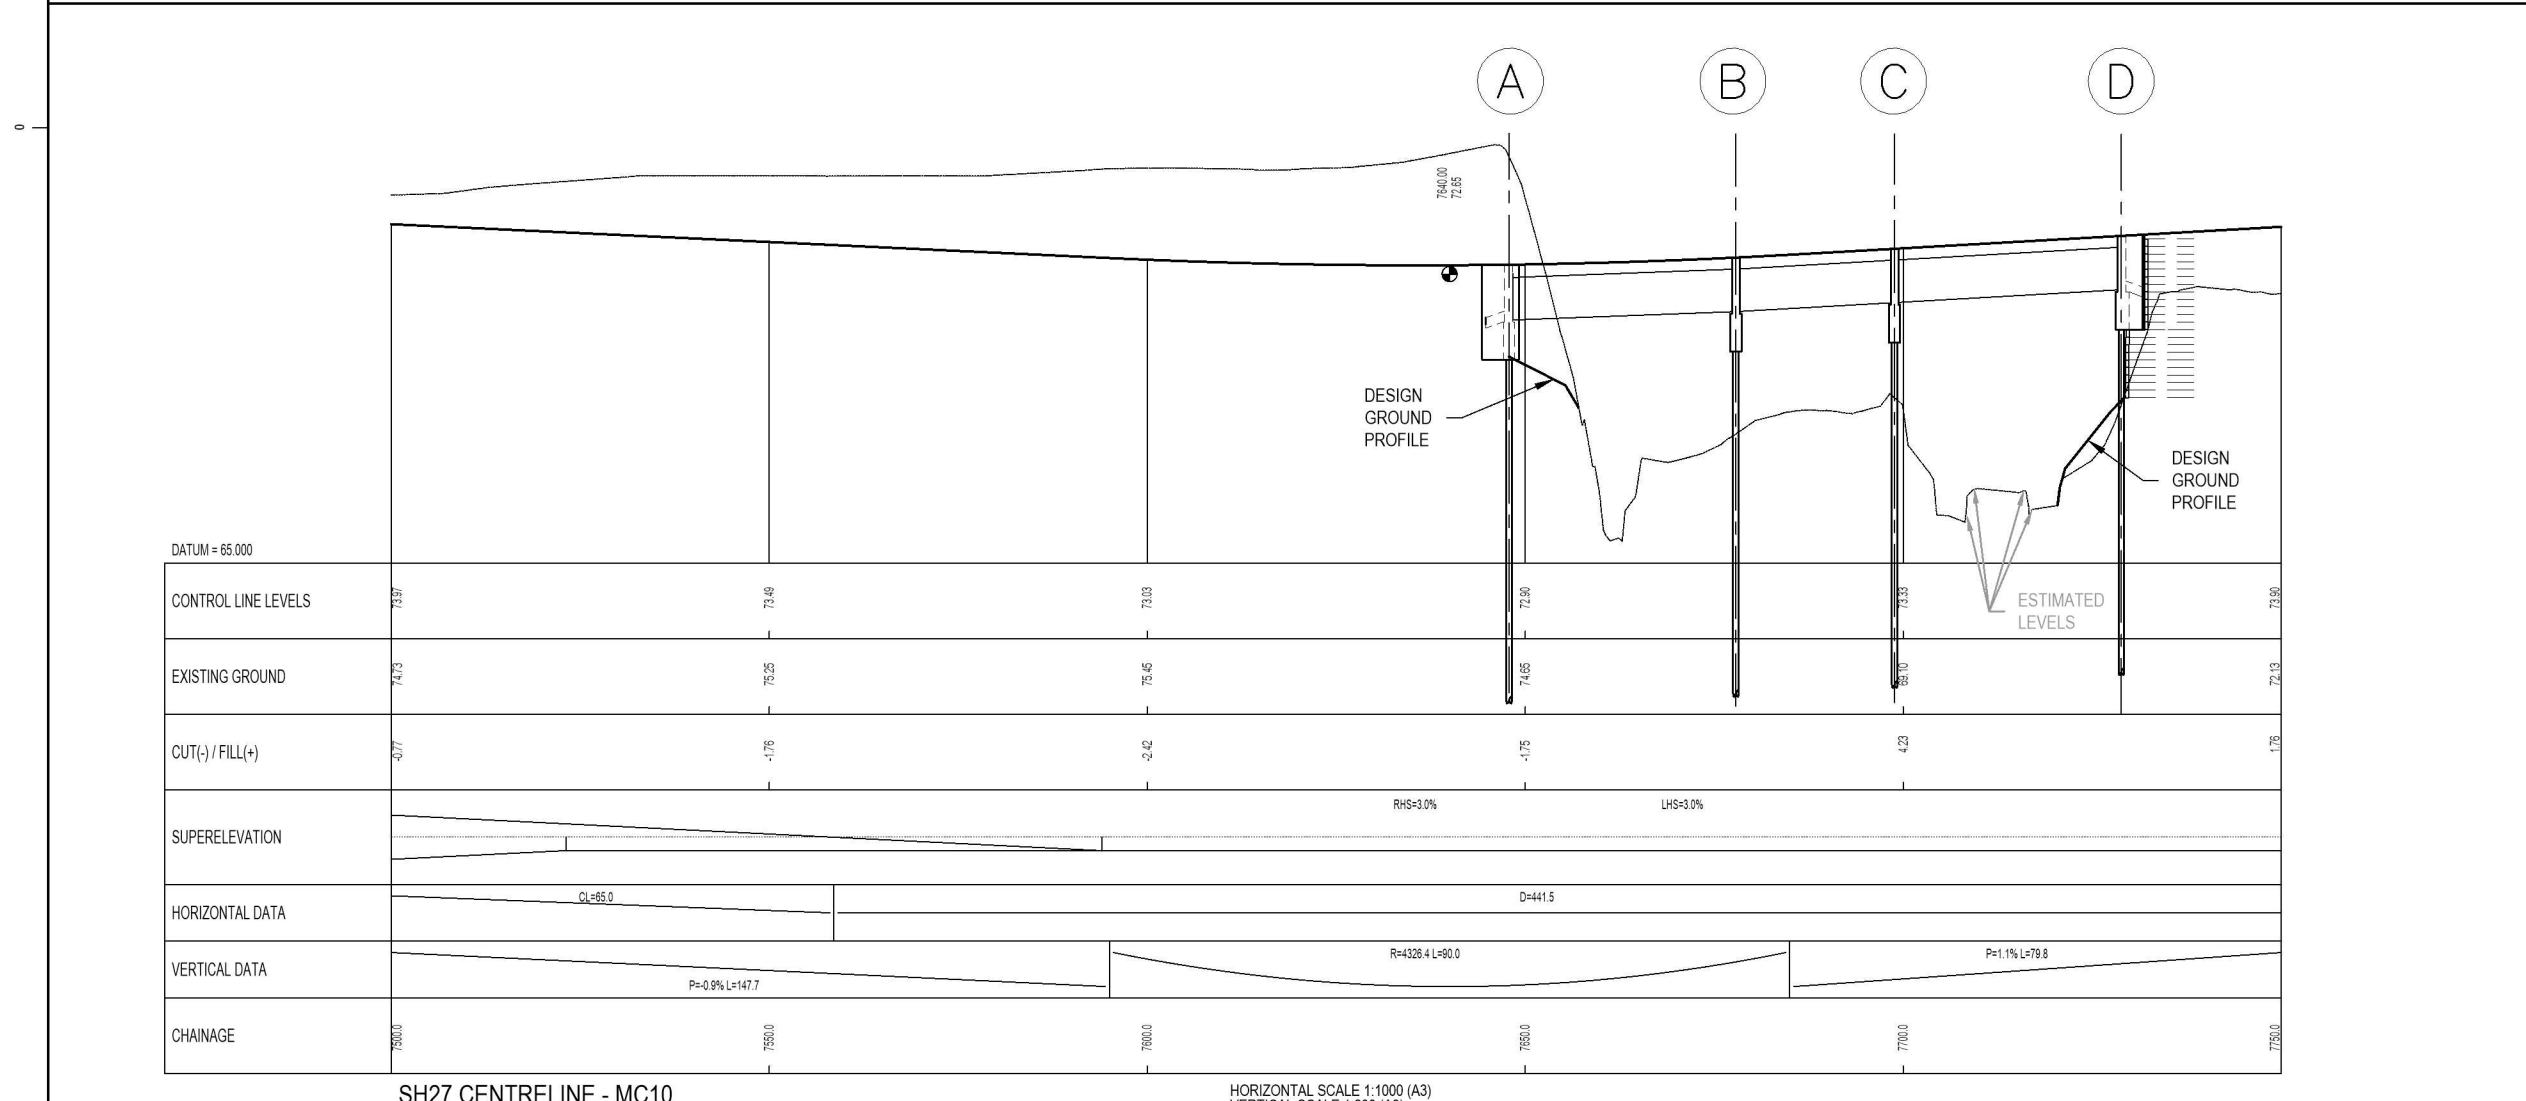 A B C D
0
7640.00
72.65
DESIGN
GROUND
PROFILE
DESIGN
GROUND
PROFILE
DATUM = 65.000
CONTROL LINE LEVELS 73.97 73.49 73.03 72.90 73.33 73.90
ESTIMATED
LEVELS
EXISTING GROUND 74.73 75.25 75.45 74.65 69.10 72.13
CUT(-) / FILL(+) -0.77 -1.76 -2.42 -1.75 4.23 1.76
RHS=3.0% LHS=3.0%
SUPERELEVATION
CL=65.0 D=441.5
HORIZONTAL DATA
R=4326.4 L=90.0 P=1.1% L=79.8
VERTICAL DATA
P=-0.9% L=147.7
CHAINAGE 7500.0 7550.0 7600.0 7650.0 7700.0 7750.0
SH27 CENTRELINE - MC10
HORIZONTAL SCALE 1:1000 (A3)